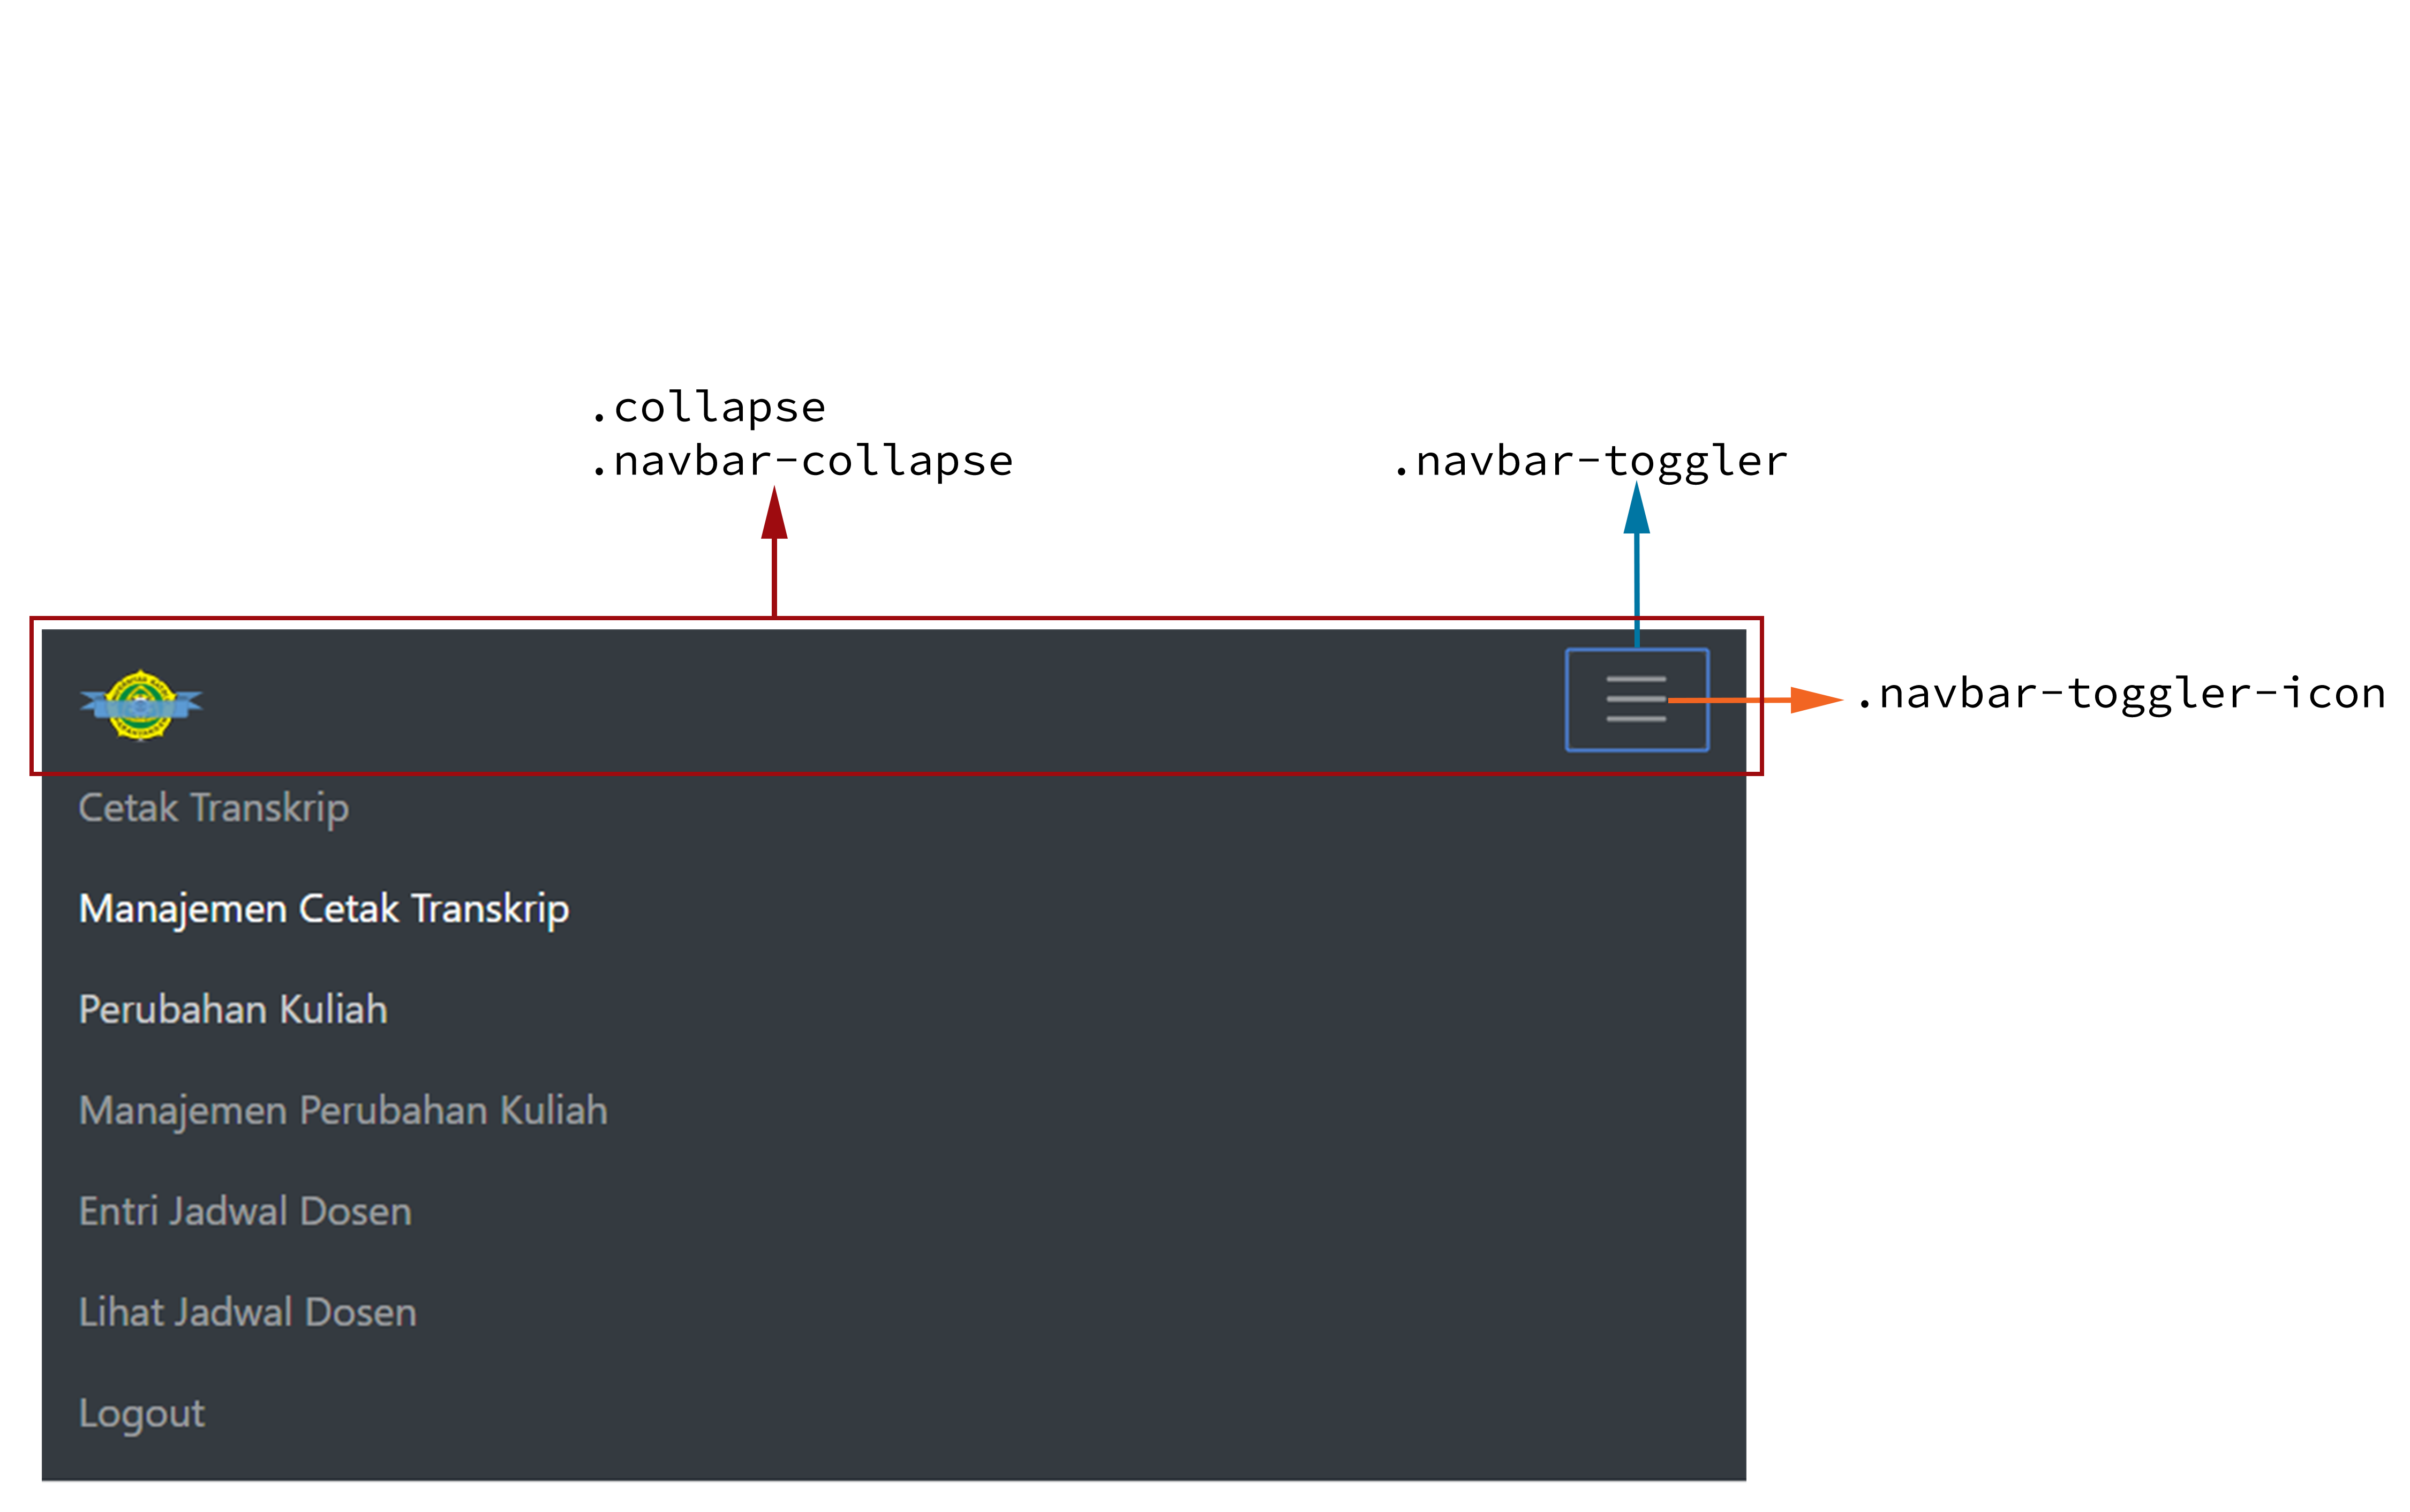 .collapse
.navbar-collapse
.navbar-toggler
.navbar-toggler-icon
Cetak Transkrip
Manajemen Cetak Transkrip
Perubahan Kuliah
Manajemen Perubahan Kuliah
Entri Jadwal Dosen
Lihat Jadwal Dosen
Logout